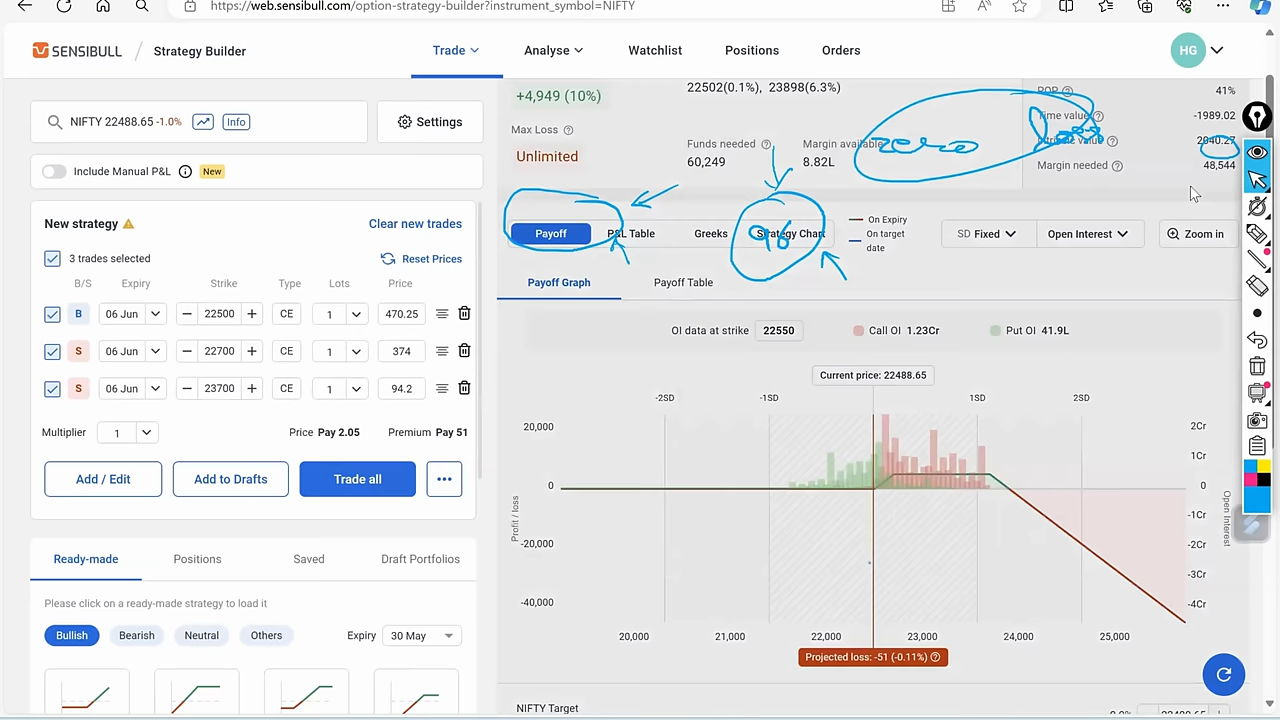 https://web.sensibull.com/option-strategy-builder?instrument_symbol=NIFTY
SENSIBULL / Strategy Builder Trade Analyse Watchlist Positions Orders HG
NIFTY 22488.65 -1.0% Info Settings
Include Manual P&L New
New strategy Clear new trades
3 trades selected Reset Prices
B/S Expiry Strike Type Lots Price
B 06 Jun 22500 CE 1 470.25
S 06 Jun 22700 CE 1 374
S 06 Jun 23700 CE 1 94.2
Multiplier 1 Price Pay 2.05 Premium Pay 51
Add / Edit Add to Drafts Trade all
Ready-made Positions Saved Draft Portfolios
Please click on a ready-made strategy to load it
Bullish Bearish Neutral Others Expiry 30 May
+4,949 (10%) 22502(0.1%), 23898(6.3%) POP 41%
Max Loss Time value -1989.02
Unlimited Funds needed Margin available Intrinsic value
60,249 8.82L Margin needed 48,544
zero loss
Payoff P&L Table Greeks Strategy Chart
96
On Expiry
On target
date
SD Fixed Open Interest Zoom in
Payoff Graph Payoff Table
OI data at strike 22550 Call OI 1.23Cr Put OI 41.9L
Current price: 22488.65
-2SD -1SD 1SD 2SD
20,000 2Cr
1Cr
0 0
-1Cr
-20,000 -2Cr
-3Cr
-40,000 -4Cr
Profit / loss
Open Interest
20,000 21,000 22,000 23,000 24,000 25,000
Projected loss: -51 (-0.11%)
NIFTY Target